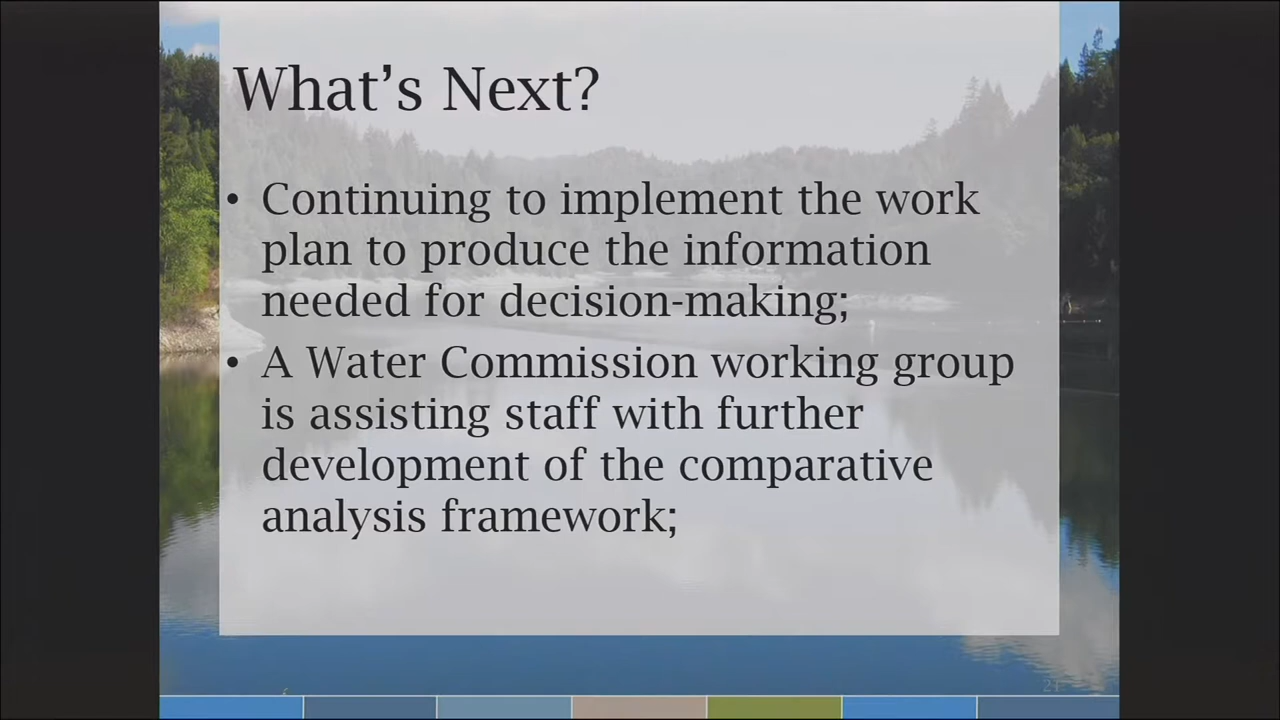 What's Next?
• Continuing to implement the work
plan to produce the information
needed for decision-making;
• A Water Commission working group
is assisting staff with further
development of the comparative
analysis framework;